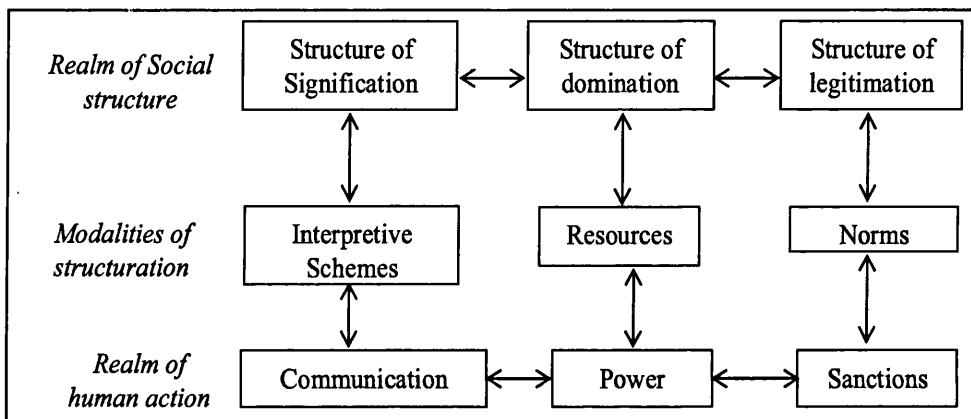 Realm of Social
structure
Structure of
Signification
Structure of
domination
Structure of
legitimation
Modalities of
structuration
Interpretive
Schemes
Resources
Norms
Realm of
human action
Communication
Power
Sanctions